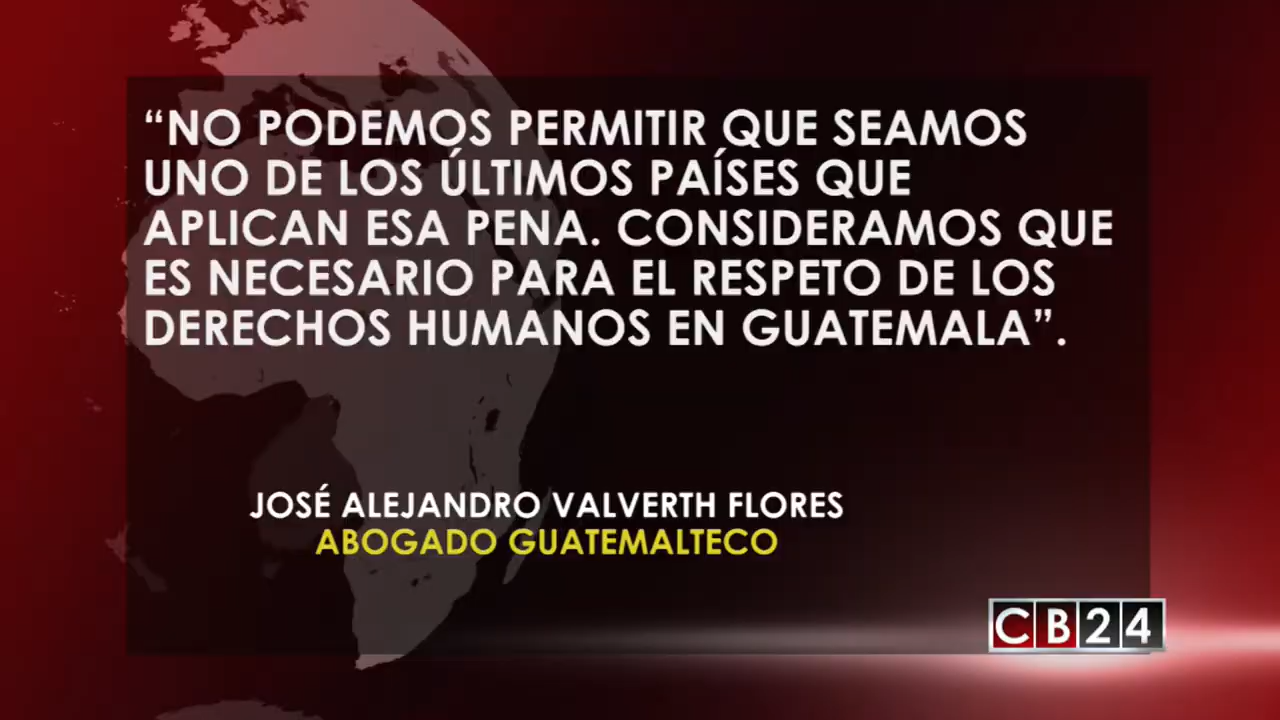 “NO PODEMOS PERMITIR QUE SEAMOS
UNO DE LOS ÚLTIMOS PAÍSES QUE
APLICAN ESA PENA. CONSIDERAMOS QUE
ES NECESARIO PARA EL RESPETO DE LOS
DERECHOS HUMANOS EN GUATEMALA”.
JOSÉ ALEJANDRO VALVERTH FLORES
ABOGADO GUATEMALTECO
CB24